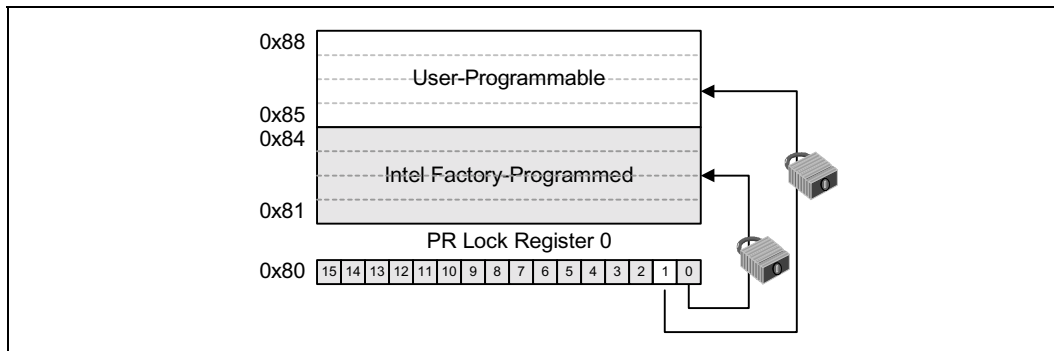 0x88
User-Programmable
0x85
0x84
Intel Factory-Programmed
0x81
PR Lock Register 0
0x80 15 14 13 12 11 10 9 8 7 6 5 4 3 2 1 0